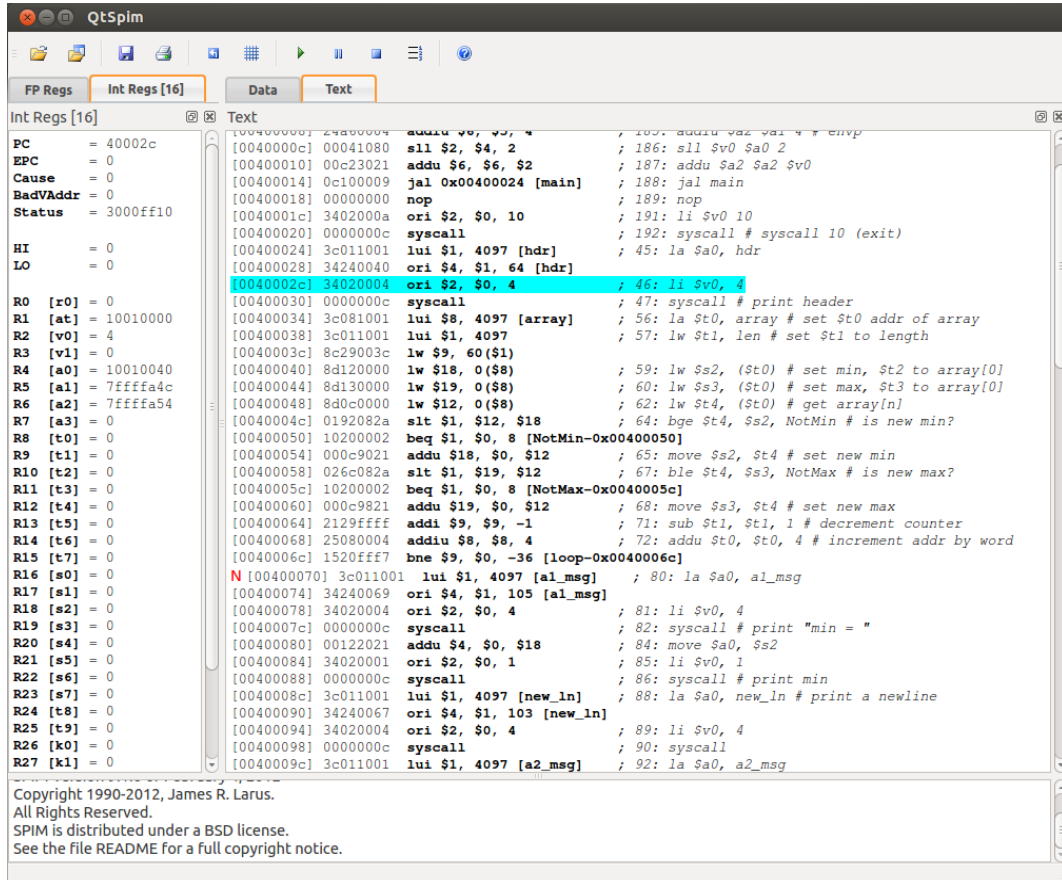 QtSpim
FP Regs
Int Regs [16]
Data
Text
Int Regs [16]
Text
PC = 40002c
EPC = 0
Cause = 0
BadVAddr = 0
Status = 3000ff10
HI = 0
LO = 0
R0 [r0] = 0
R1 [at] = 10010000
R2 [v0] = 4
R3 [v1] = 0
R4 [a0] = 10010040
R5 [a1] = 7ffffa4c
R6 [a2] = 7ffffa54
R7 [a3] = 0
R8 [t0] = 0
R9 [t1] = 0
R10 [t2] = 0
R11 [t3] = 0
R12 [t4] = 0
R13 [t5] = 0
R14 [t6] = 0
R15 [t7] = 0
R16 [s0] = 0
R17 [s1] = 0
R18 [s2] = 0
R19 [s3] = 0
R20 [s4] = 0
R21 [s5] = 0
R22 [s6] = 0
R23 [s7] = 0
R24 [t8] = 0
R25 [t9] = 0
R26 [k0] = 0
R27 [k1] = 0
[00400008] 24a60004 addiu $6, $5, 4 ; 185: addiu $a2 $a1 4 # envp
[0040000c] 00041080 sll $2, $4, 2 ; 186: sll $v0 $a0 2
[00400010] 00c23021 addu $6, $6, $2 ; 187: addu $a2 $a2 $v0
[00400014] 0c100009 jal 0x00400024 [main] ; 188: jal main
[00400018] 00000000 nop ; 189: nop
[0040001c] 3402000a ori $2, $0, 10 ; 191: li $v0 10
[00400020] 0000000c syscall ; 192: syscall # syscall 10 (exit)
[00400024] 3c011001 lui $1, 4097 [hdr] ; 45: la $a0, hdr
[00400028] 34240040 ori $4, $1, 64 [hdr]
[0040002c] 34020004 ori $2, $0, 4 ; 46: li $v0, 4
[00400030] 0000000c syscall ; 47: syscall # print header
[00400034] 3c081001 lui $8, 4097 [array] ; 56: la $t0, array # set $t0 addr of array
[00400038] 3c011001 lui $1, 4097 ; 57: lw $t1, len # set $t1 to length
[0040003c] 8c29003c lw $9, 60($1)
[00400040] 8d120000 lw $18, 0($8) ; 59: lw $s2, ($t0) # set min, $t2 to array[0]
[00400044] 8d130000 lw $19, 0($8) ; 60: lw $s3, ($t0) # set max, $t3 to array[0]
[00400048] 8d0c0000 lw $12, 0($8) ; 62: lw $t4, ($t0) # get array[n]
[0040004c] 0192082a slt $1, $12, $18 ; 64: bge $t4, $s2, NotMin # is new min?
[00400050] 10200002 beq $1, $0, 8 [NotMin-0x00400050]
[00400054] 000c9021 addu $18, $0, $12 ; 65: move $s2, $t4 # set new min
[00400058] 026c082a slt $1, $19, $12 ; 67: ble $t4, $s3, NotMax # is new max?
[0040005c] 10200002 beq $1, $0, 8 [NotMax-0x0040005c]
[00400060] 000c9821 addu $19, $0, $12 ; 68: move $s3, $t4 # set new max
[00400064] 2129ffff addi $9, $9, -1 ; 71: sub $t1, $t1, 1 # decrement counter
[00400068] 25080004 addiu $8, $8, 4 ; 72: addu $t0, $t0, 4 # increment addr by word
[0040006c] 1520fff7 bne $9, $0, -36 [loop-0x0040006c]
N [00400070] 3c011001 lui $1, 4097 [a1_msg] ; 80: la $a0, a1_msg
[00400074] 34240069 ori $4, $1, 105 [a1_msg]
[00400078] 34020004 ori $2, $0, 4 ; 81: li $v0, 4
[0040007c] 0000000c syscall ; 82: syscall # print "min = "
[00400080] 00122021 addu $4, $0, $18 ; 84: move $a0, $s2
[00400084] 34020001 ori $2, $0, 1 ; 85: li $v0, 1
[00400088] 0000000c syscall ; 86: syscall # print min
[0040008c] 3c011001 lui $1, 4097 [new_ln] ; 88: la $a0, new_ln # print a newline
[00400090] 34240067 ori $4, $1, 103 [new_ln]
[00400094] 34020004 ori $2, $0, 4 ; 89: li $v0, 4
[00400098] 0000000c syscall ; 90: syscall
[0040009c] 3c011001 lui $1, 4097 [a2_msg] ; 92: la $a0, a2_msg
Copyright 1990-2012, James R. Larus.
All Rights Reserved.
SPIM is distributed under a BSD license.
See the file README for a full copyright notice.